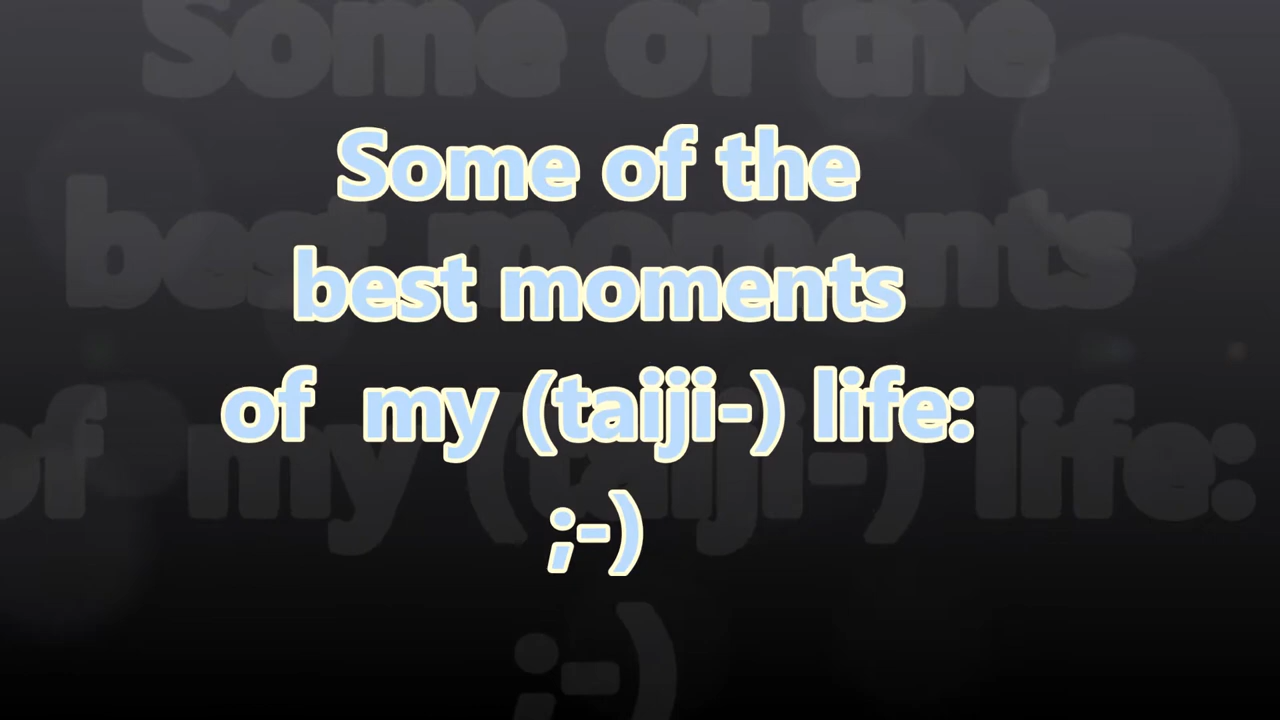 Some of the
best moments
of  my (taiji-) life:
;-)